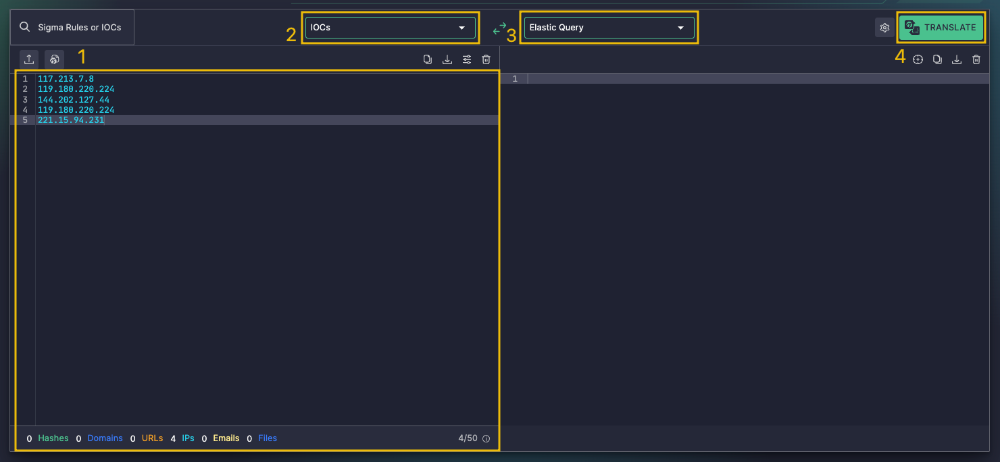 Sigma Rules or IOCs
2
IOCs
3
Elastic Query
TRANSLATE
1
4
1 117.213.7.8
2 119.180.220.224
3 144.202.127.44
4 119.180.220.224
5 221.15.94.231
1
0 Hashes 0 Domains 0 URLs 4 IPs 0 Emails 0 Files
4/50